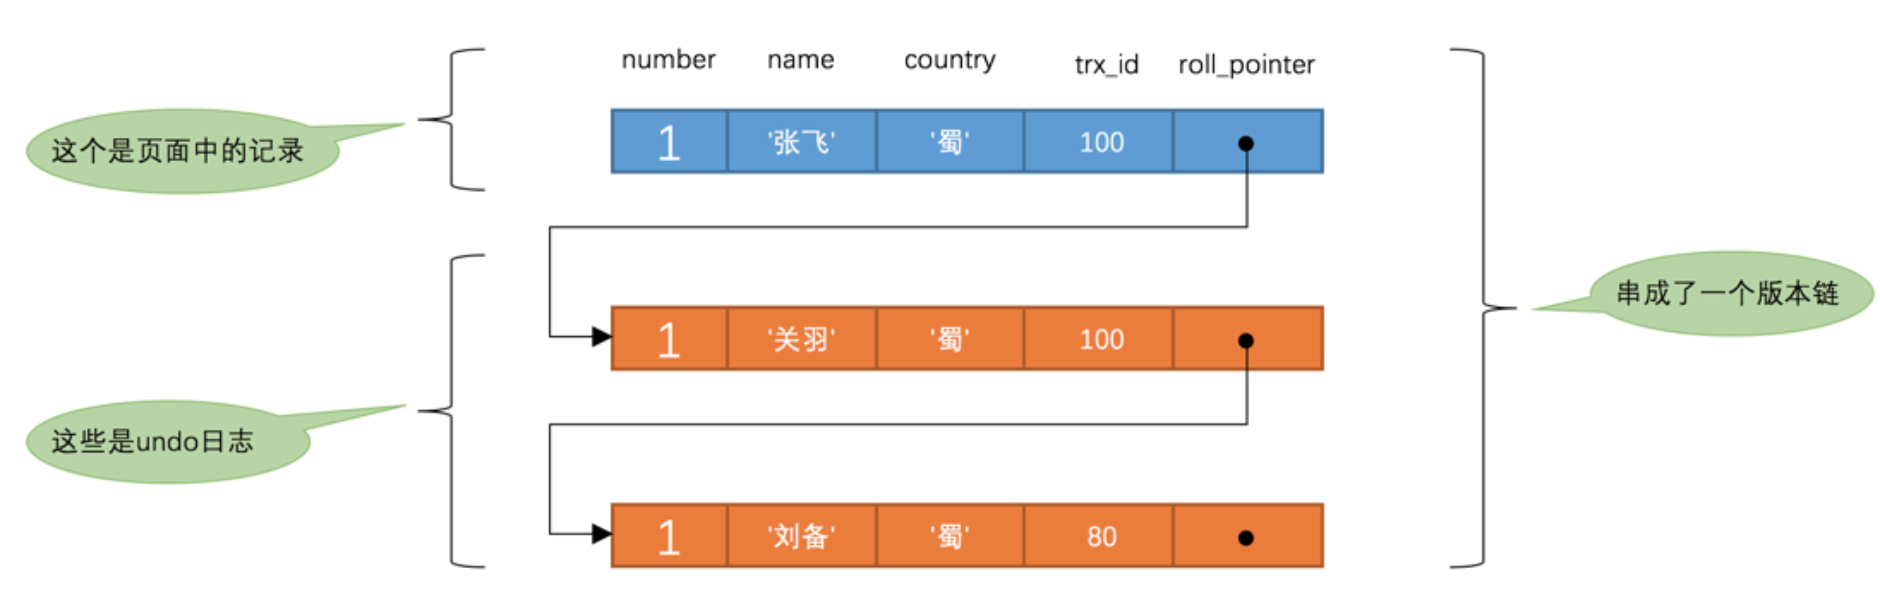 number name country trx_id roll_pointer
这个是页面中的记录
1 '张飞' '蜀' 100
串成了一个版本链
1 '关羽' '蜀' 100
这些是undo日志
1 '刘备' '蜀' 80